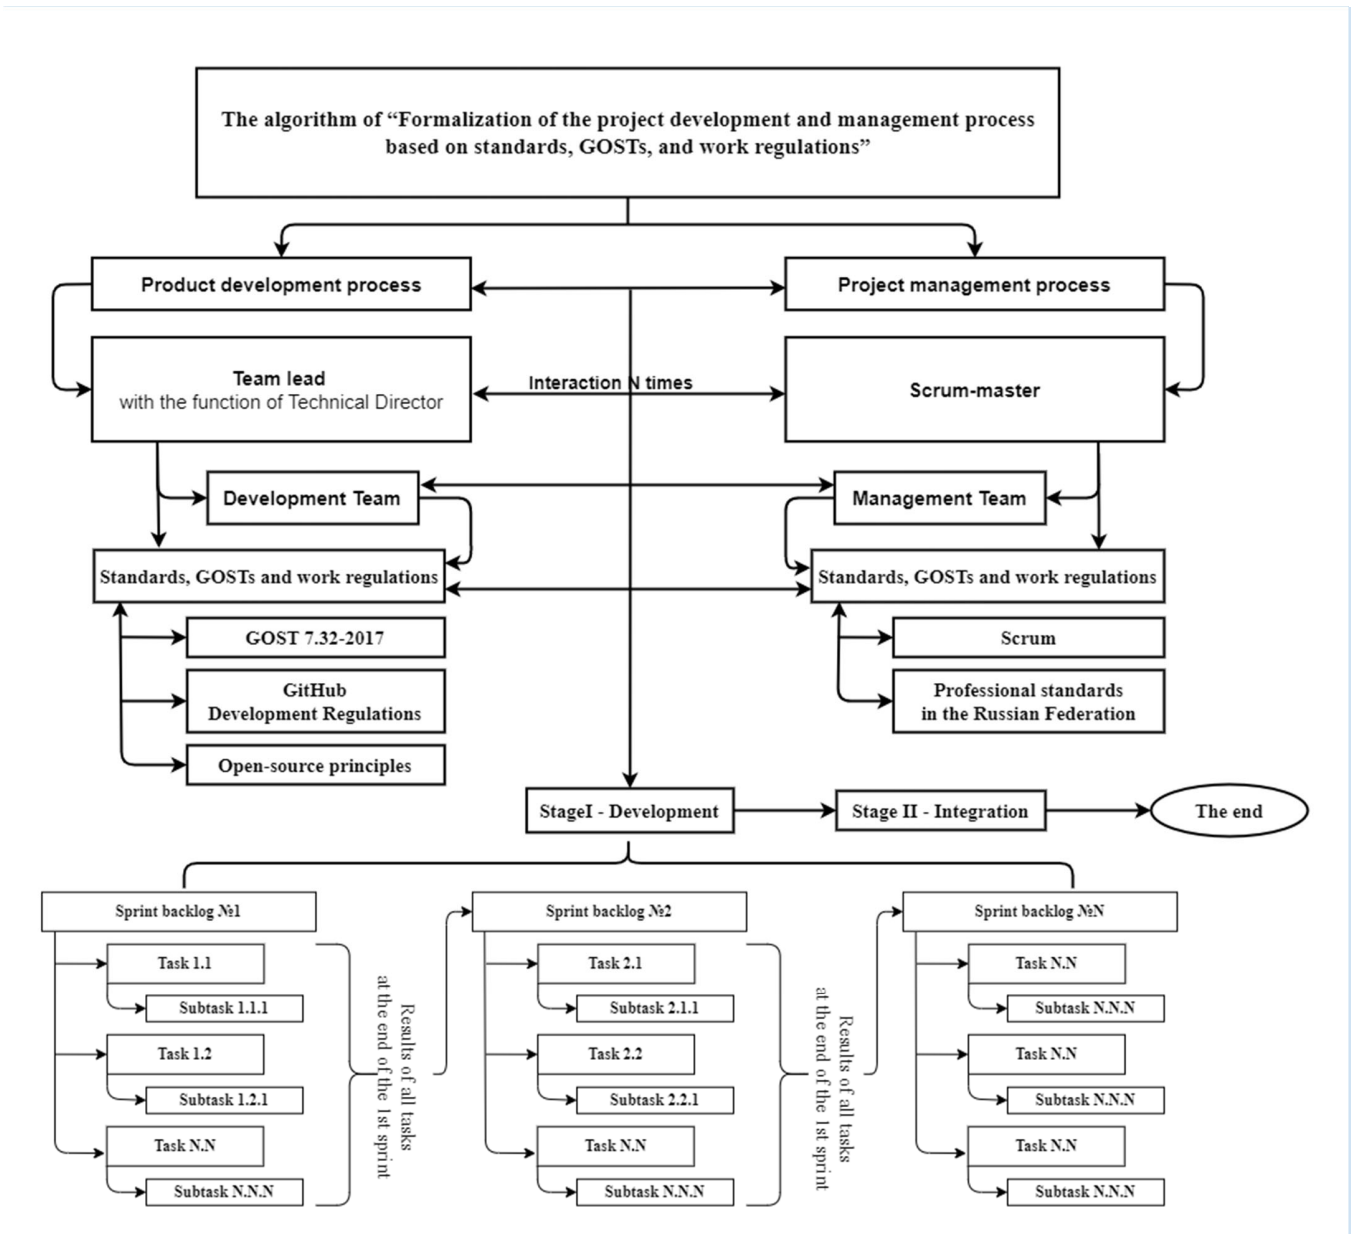 The algorithm of “Formalization of the project development and management process
based on standards, GOSTs, and work regulations”
Product development process
Project management process
Team lead
with the function of Technical Director
Interaction N times
Scrum-master
Development Team
Management Team
Standards, GOSTs and work regulations
Standards, GOSTs and work regulations
GOST 7.32-2017
GitHub
Development Regulations
Open-source principles
Scrum
Professional standards
in the Russian Federation
StageI - Development
Stage II - Integration
The end
Sprint backlog №1
Task 1.1
Subtask 1.1.1
Task 1.2
Subtask 1.2.1
Task N.N
Subtask N.N.N
Results of all tasks
at the end of the 1st sprint
Sprint backlog №2
Task 2.1
Subtask 2.1.1
Task 2.2
Subtask 2.2.1
Task N.N
Subtask N.N.N
Results of all tasks
at the end of the 1st sprint
Sprint backlog №N
Task N.N
Subtask N.N.N
Task N.N
Subtask N.N.N
Task N.N
Subtask N.N.N